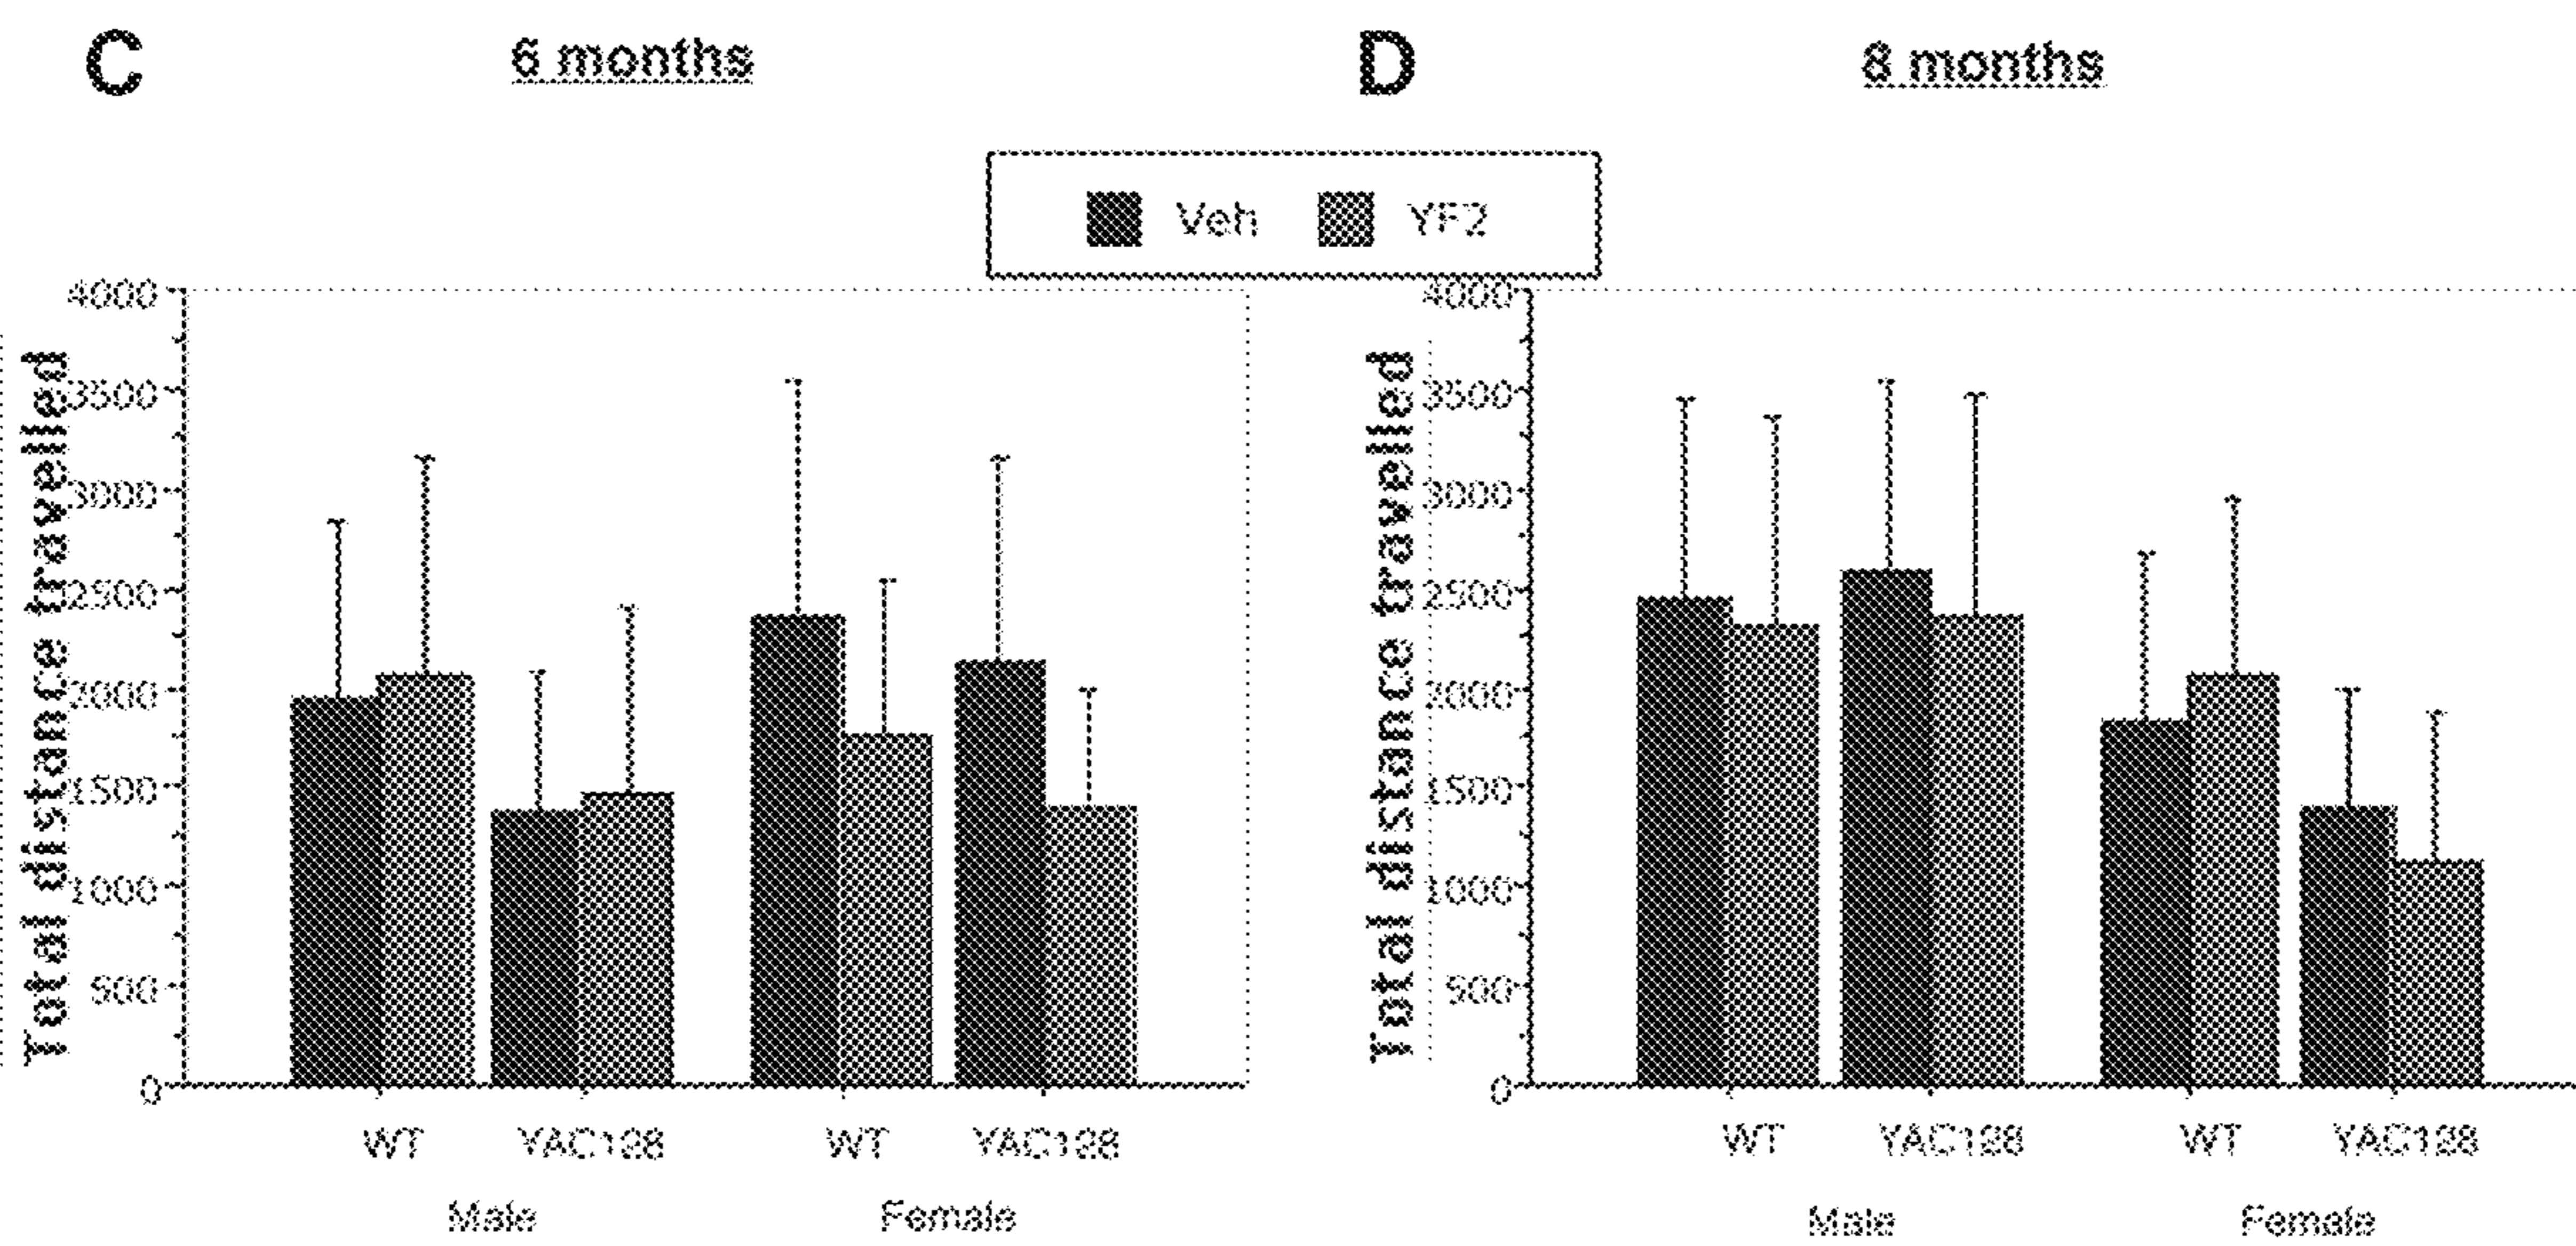 C 6 months
D 8 months
Veh YF2
Total distance travelled
4000
3500
3000
2500
2000
1500
1000
500
0
WT YAC128 WT YAC128
Male Female
Total distance travelled
4000
3500
3000
2500
2000
1500
1000
500
0
WT YAC128 WT YAC128
Male Female